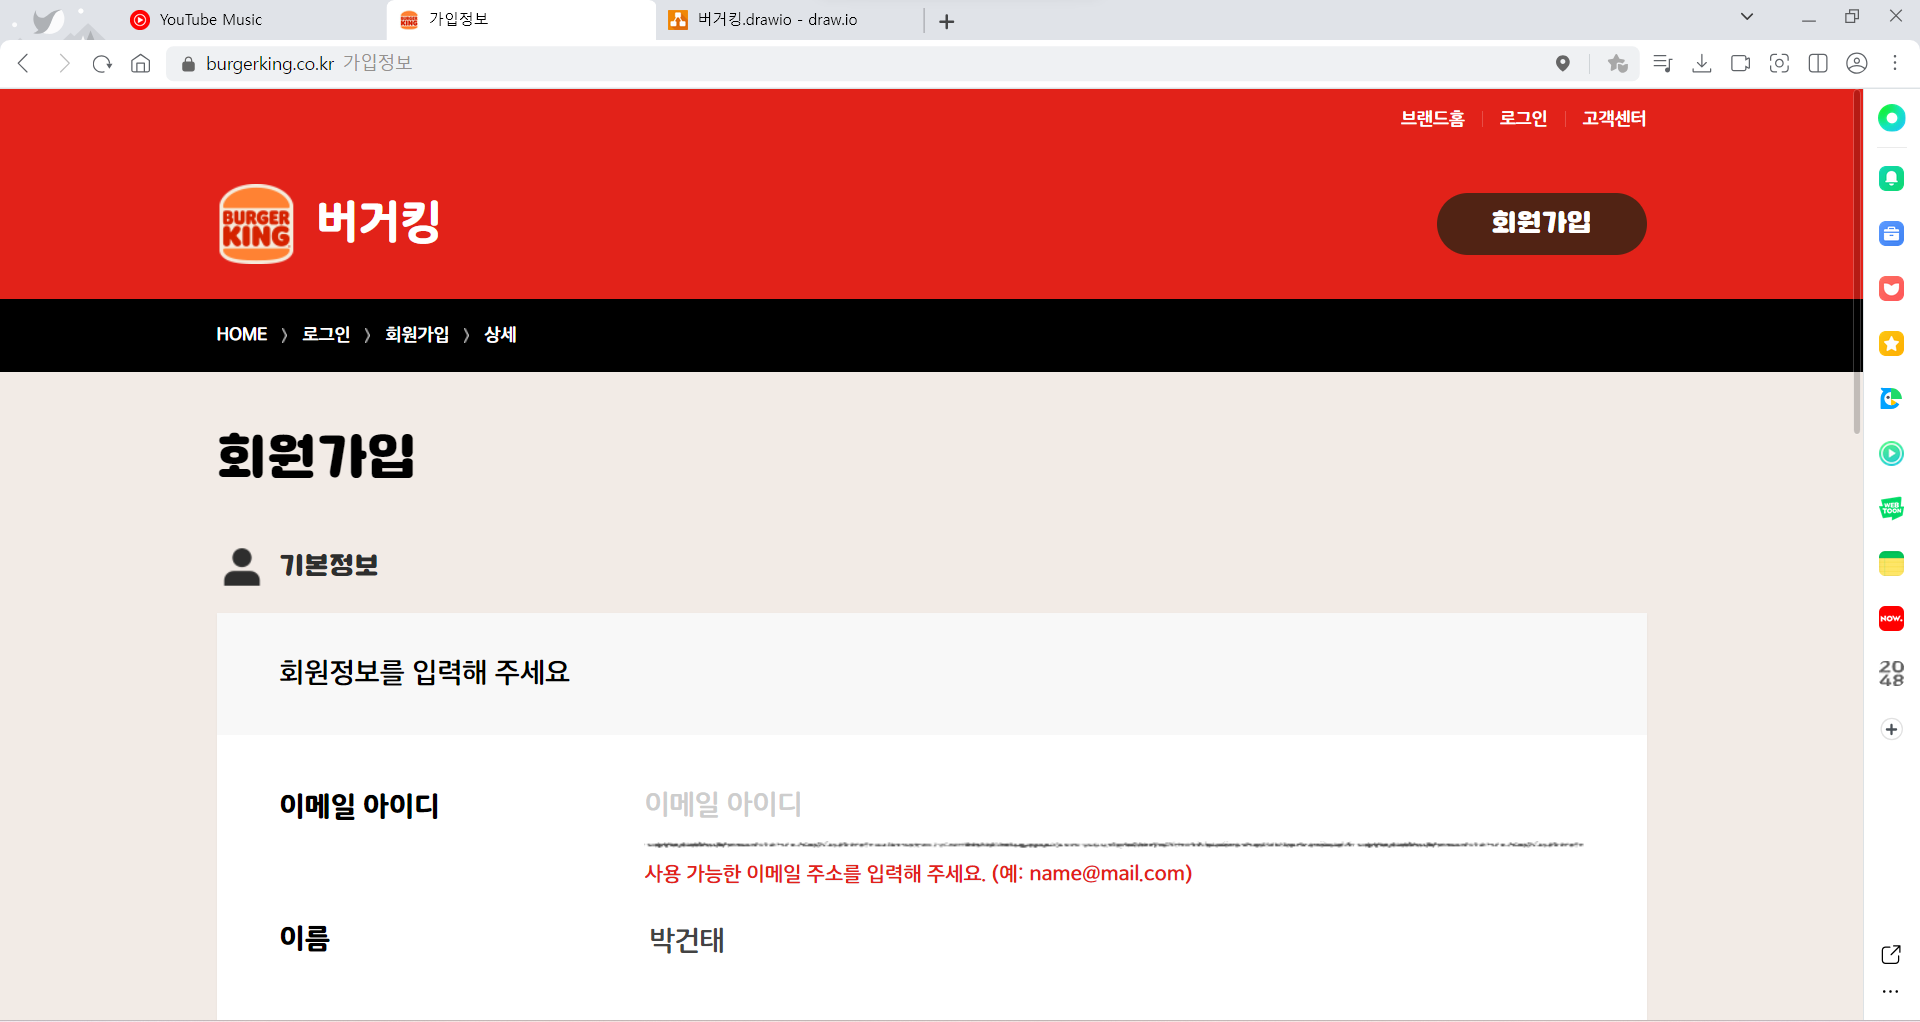 YouTube Music
가입정보
버거킹.drawio - draw.io
burgerking.co.kr 가입정보
브랜드홈 로그인 고객센터
BURGER
KING
버거킹
회원가입
HOME 〉 로그인 〉 회원가입 〉 상세
회원가입
기본정보
회원정보를 입력해 주세요
이메일 아이디
이메일 아이디
사용 가능한 이메일 주소를 입력해 주세요. (예: name@mail.com)
이름
박건태
WEB
TOON
NOW.
20
48